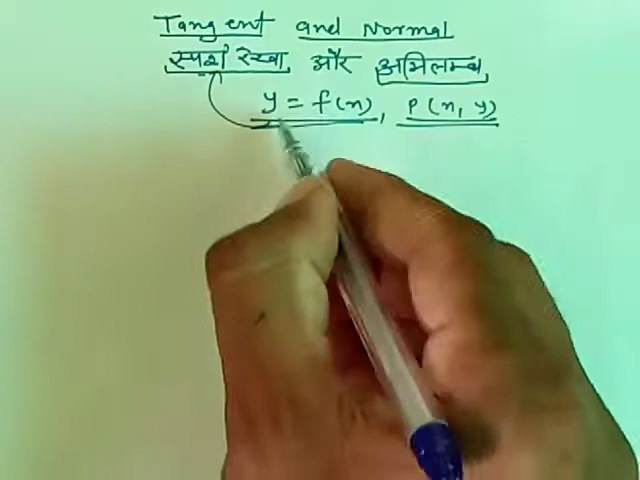 Tangent and Normal
स्पर्श रेखा और अभिलम्ब
y = f(n), P(n, y)